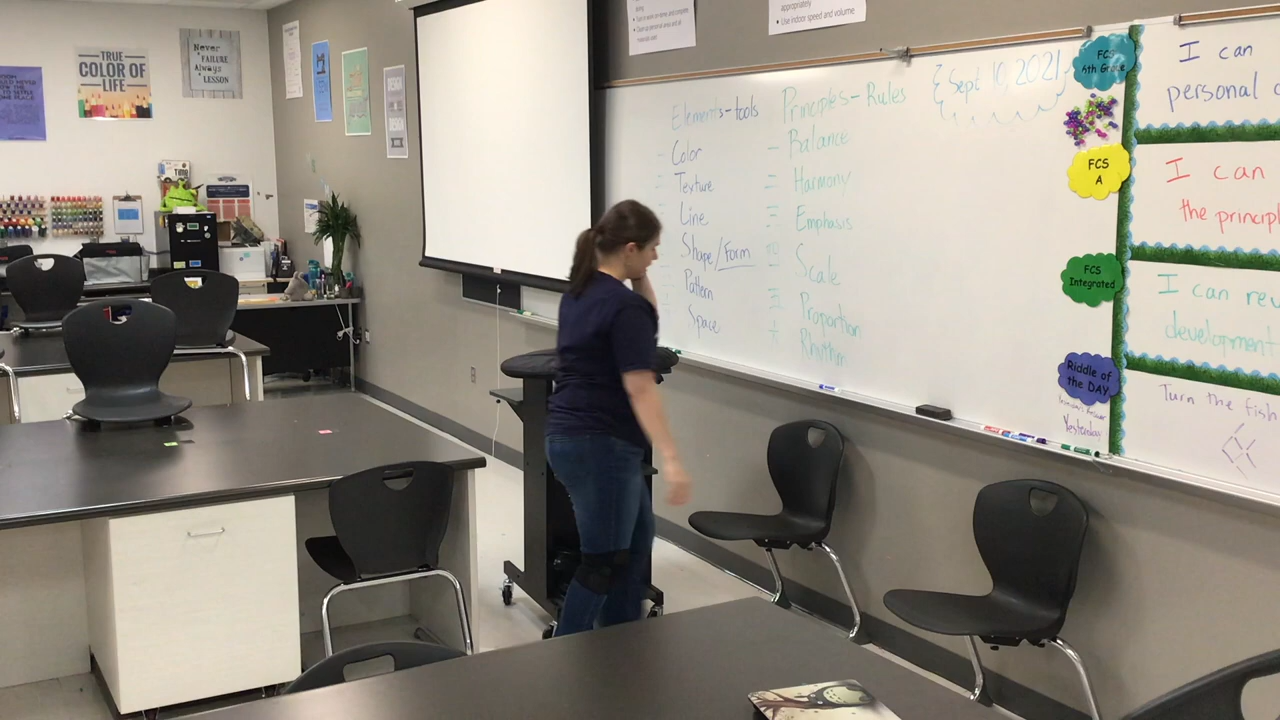 appropriately
• Use indoor speed and volume
TRUE
COLOR OF
LIFE
Never
FAILURE
Always
LESSON
Elements-tools
Color
Texture
Line
Shape/Form
Pattern
Space
Principles-Rules
- Balance
Harmony
Emphasis
Scale
Proportion
Rhythm
{Sept 10, 2021}
FCS
6th Grade
FCS
A
FCS
Integrated
Riddle of
the DAY
Yesterday
I can
personal
I can
the princip
I can rev
development
Turn the fish